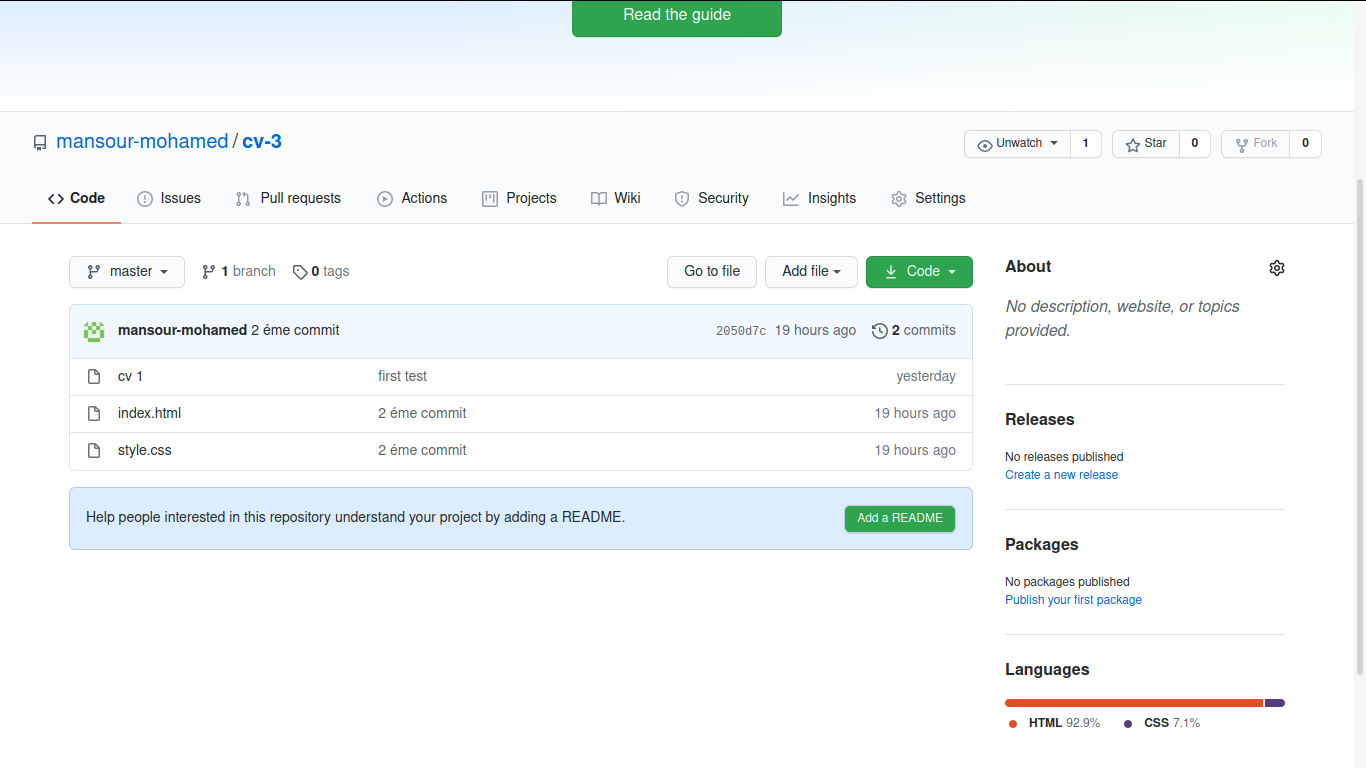 Read the guide
mansour-mohamed / cv-3
Unwatch 1 Star 0 Fork 0
Code Issues Pull requests Actions Projects Wiki Security Insights Settings
master 1 branch 0 tags Go to file Add file Code
mansour-mohamed 2 éme commit 2050d7c 19 hours ago 2 commits
cv 1 first test yesterday
index.html 2 éme commit 19 hours ago
style.css 2 éme commit 19 hours ago
Help people interested in this repository understand your project by adding a README. Add a README
About
No description, website, or topics
provided.
Releases
No releases published
Create a new release
Packages
No packages published
Publish your first package
Languages
HTML 92.9% CSS 7.1%